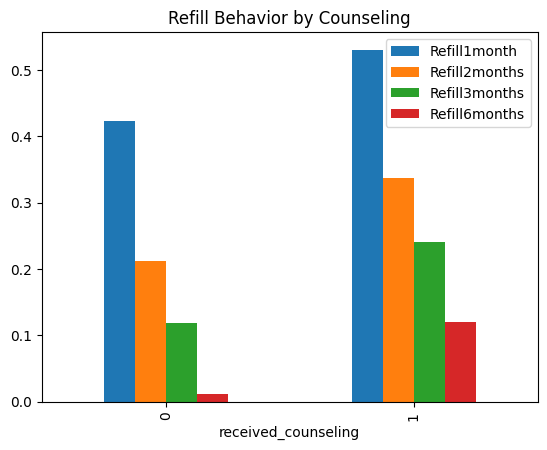 Refill Behavior by Counseling
Refill1month
Refill2months
Refill3months
Refill6months
0.5
0.4
0.3
0.2
0.1
0.0
0
1
received_counseling